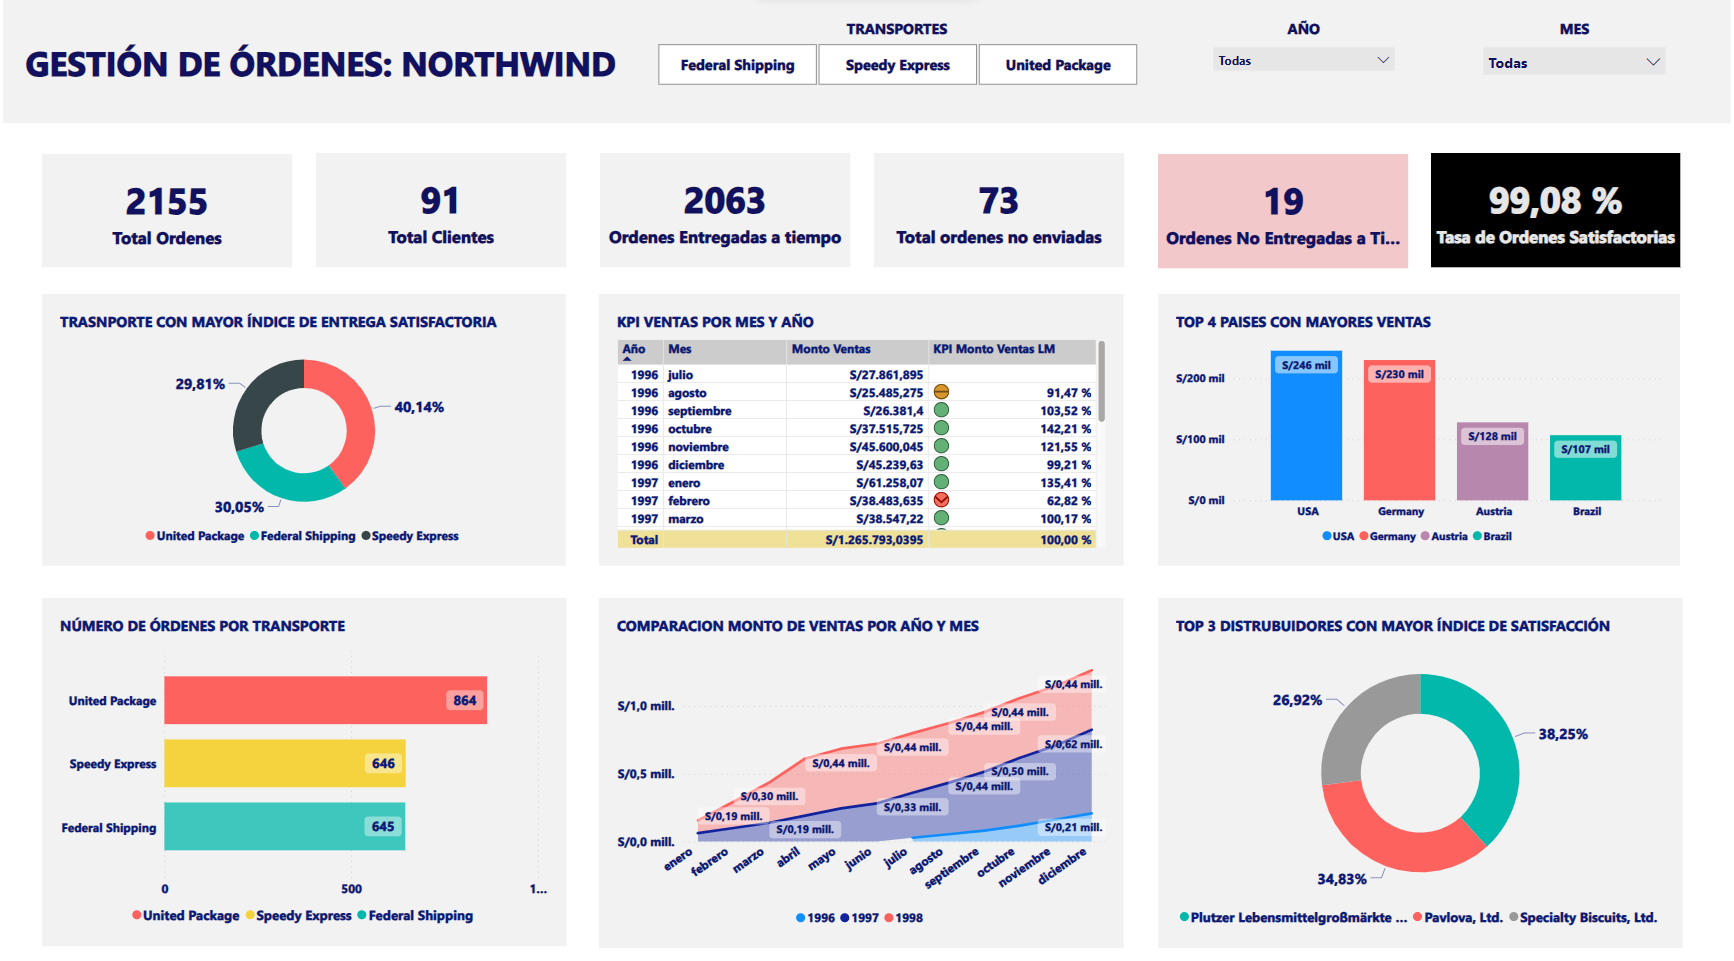 GESTIÓN DE ÓRDENES: NORTHWIND
TRANSPORTES
Federal Shipping
Speedy Express
United Package
AÑO
Todas
MES
Todas
2155
Total Ordenes
91
Total Clientes
2063
Ordenes Entregadas a tiempo
73
Total ordenes no enviadas
19
Ordenes No Entregadas a Ti...
99,08 %
Tasa de Ordenes Satisfactorias
TRASNPORTE CON MAYOR ÍNDICE DE ENTREGA SATISFACTORIA
29,81%
40,14%
30,05%
United Package Federal Shipping Speedy Express
KPI VENTAS POR MES Y AÑO
Año Mes Monto Ventas KPI Monto Ventas LM
1996 julio S/27.861,895
1996 agosto S/25.485,275 91,47 %
1996 septiembre S/26.381,4 103,52 %
1996 octubre S/37.515,725 142,21 %
1996 noviembre S/45.600,045 121,55 %
1996 diciembre S/45.239,63 99,21 %
1997 enero S/61.258,07 135,41 %
1997 febrero S/38.483,635 62,82 %
1997 marzo S/38.547,22 100,17 %
Total S/1.265.793,0395 100,00 %
TOP 4 PAISES CON MAYORES VENTAS
S/200 mil
S/100 mil
S/0 mil
S/246 mil
S/230 mil
S/128 mil
S/107 mil
USA Germany Austria Brazil
USA Germany Austria Brazil
NÚMERO DE ÓRDENES POR TRANSPORTE
United Package 864
Speedy Express 646
Federal Shipping 645
0 500 1...
United Package Speedy Express Federal Shipping
COMPARACION MONTO DE VENTAS POR AÑO Y MES
S/1,0 mill.
S/0,5 mill.
S/0,0 mill.
S/0,19 mill.
S/0,30 mill.
S/0,44 mill.
S/0,44 mill.
S/0,44 mill.
S/0,44 mill.
S/0,44 mill.
S/0,19 mill.
S/0,33 mill.
S/0,44 mill.
S/0,50 mill.
S/0,62 mill.
S/0,21 mill.
enero febrero marzo abril mayo junio julio agosto septiembre octubre noviembre diciembre
1996 1997 1998
TOP 3 DISTRUBUIDORES CON MAYOR ÍNDICE DE SATISFACCIÓN
26,92%
38,25%
34,83%
Plutzer Lebensmittelgroßmärkte ... Pavlova, Ltd. Specialty Biscuits, Ltd.